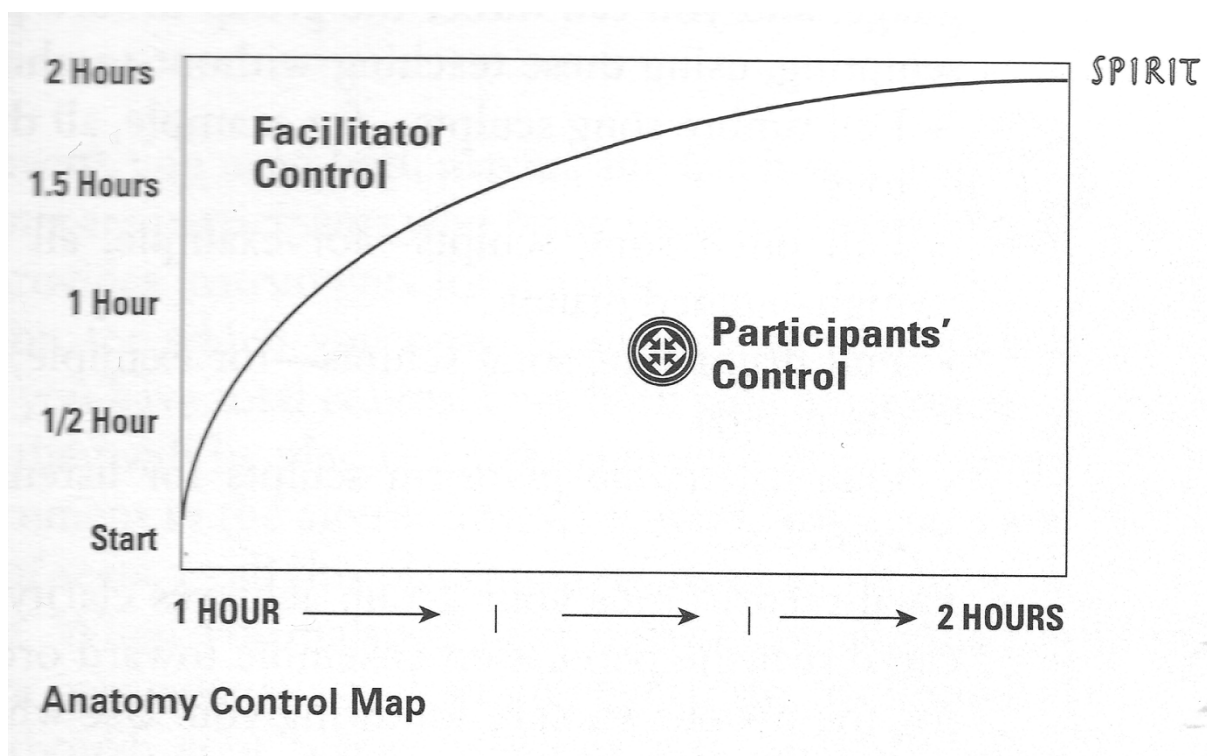 2 Hours
SPIRIT
Facilitator
Control
1.5 Hours
1 Hour
Participants'
Control
1/2 Hour
Start
1 HOUR
2 HOURS
Anatomy Control Map